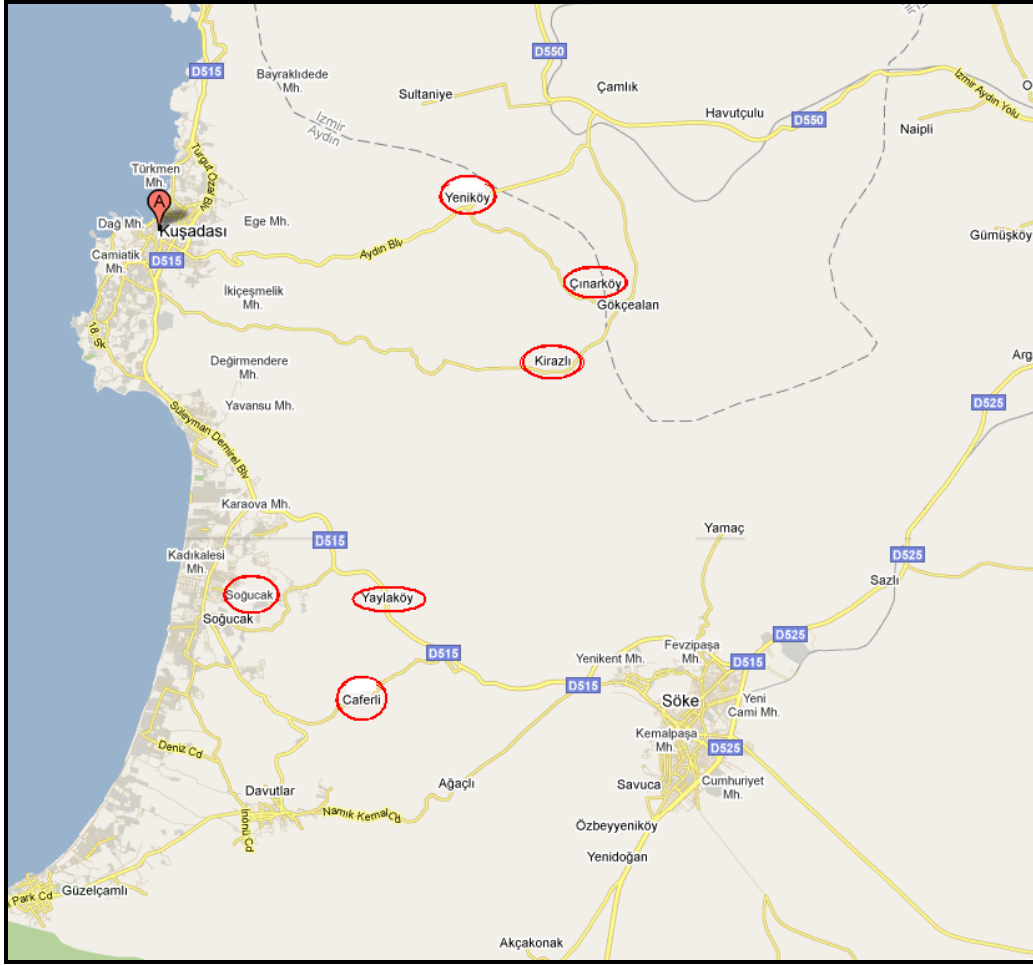 D550
D515
Bayraklıdede
Mh.
Sultaniye
Çamlık
Havutçulu
D550
İzmir Aydın Yolu
Naipli
İzmir
Aydın
Turgut Özal Blv
Türkmen
Mh.
Yeniköy
A
Dağ Mh.
Kuşadası
Ege Mh.
Aydın Blv
Gümüşköy
Camiatik
Mh.
D515
İkiçeşmelik
Mh.
Çınarköy
Gökçealan
18. Sk
Değirmendere
Mh.
Kirazlı
Yavansu Mh.
D525
Süleyman Demirel Blv
Karaova Mh.
D515
Yamaç
Kadıkalesi
Mh.
D525
Sazlı
Soğucak
Yaylaköy
Soğucak
D525
D515
Yenikent Mh.
Fevzipaşa
Mh.
D515
D515
Caferli
Söke
Yeni
Cami Mh.
Kemalpaşa
Mh.
D525
Deniz Cd
Davutlar
Ağaçlı
Savuca
Cumhuriyet
Mh.
Namık Kemal Cd
İnönü Cd
Özbeyyeniköy
Yenidoğan
Park Cd
Güzelçamlı
Akçakonak